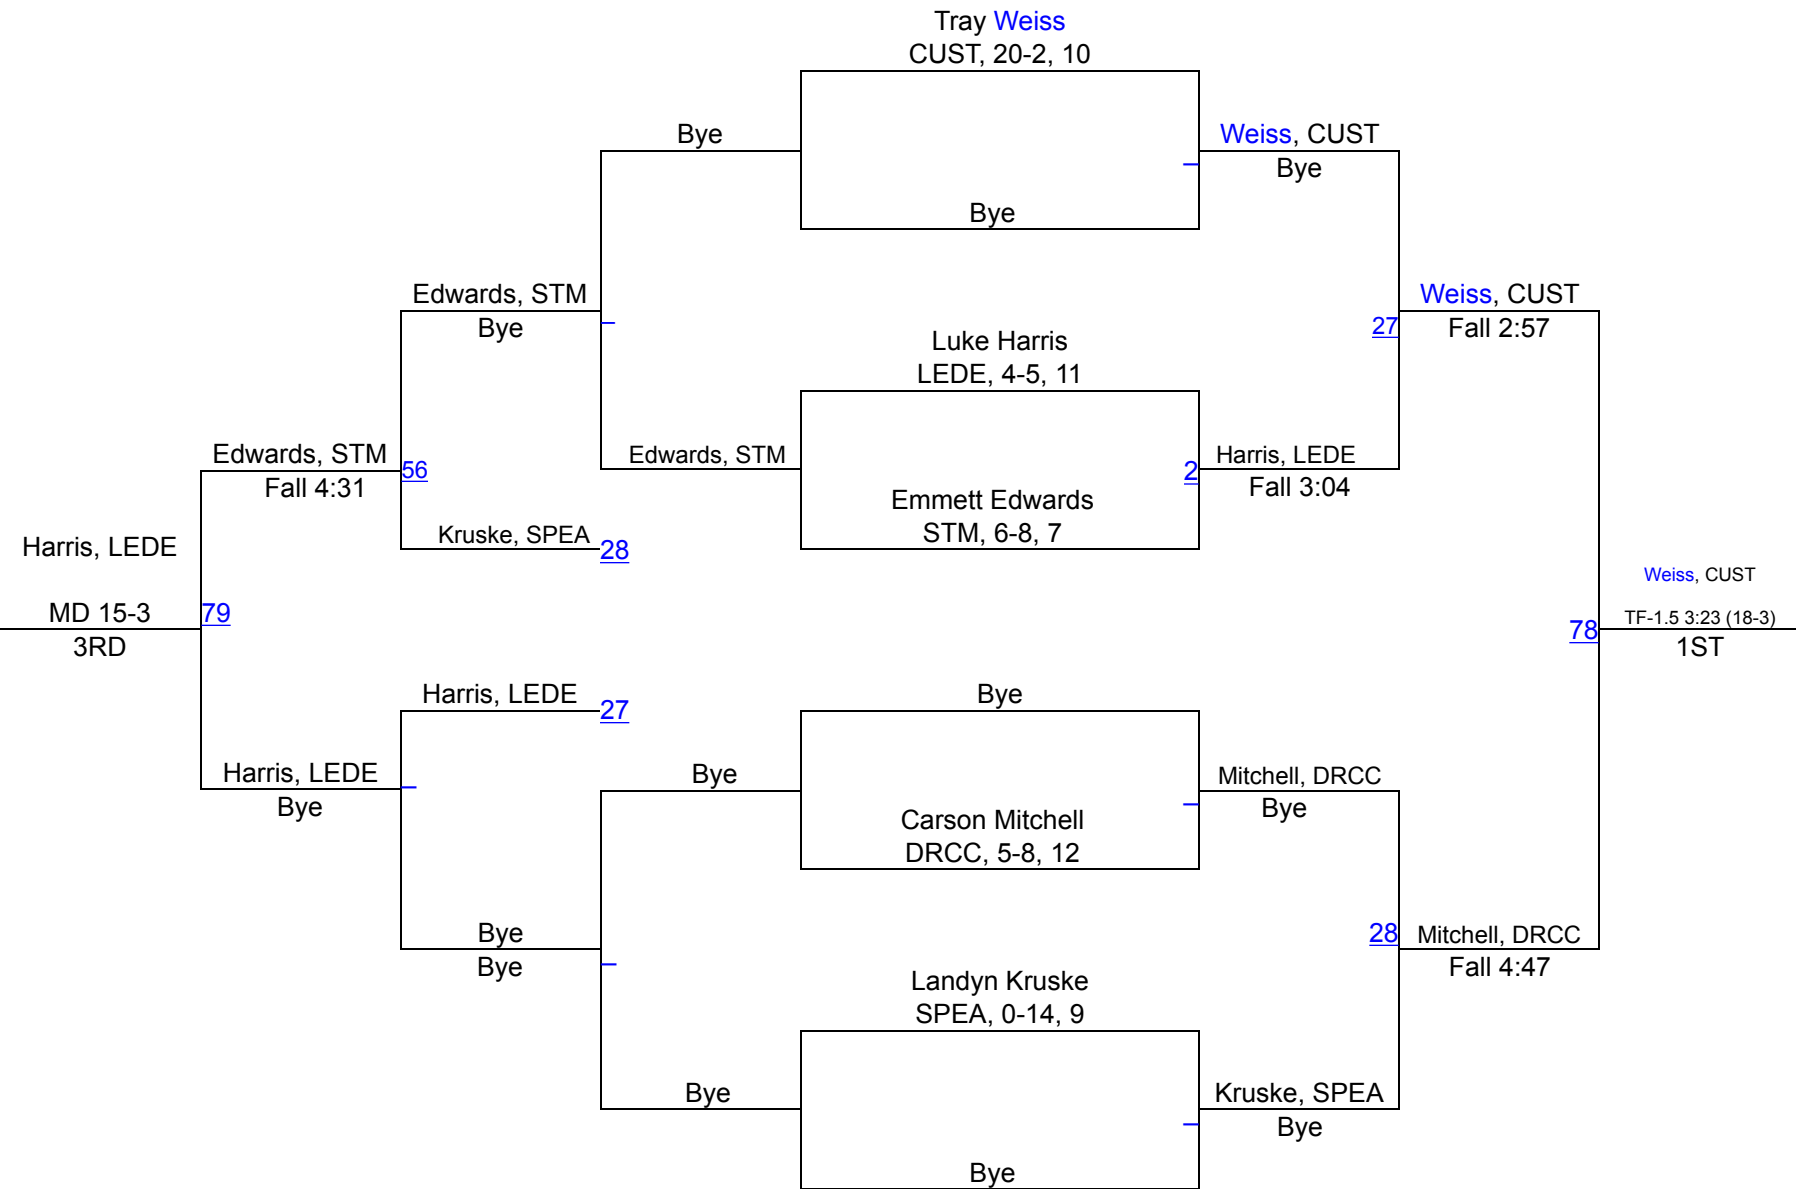 Tray Weiss
CUST, 20-2, 10
Bye
Weiss, CUST
Bye
Bye
Edwards, STM
Bye
Weiss, CUST
27
Fall 2:57
Luke Harris
LEDE, 4-5, 11
Edwards, STM
56
Fall 4:31
Edwards, STM
2
Harris, LEDE
Fall 3:04
Emmett Edwards
STM, 6-8, 7
Kruske, SPEA
28
Harris, LEDE
MD 15-3
79
3RD
Weiss, CUST
TF-1.5 3:23 (18-3)
78
1ST
Harris, LEDE
27
Bye
Harris, LEDE
Bye
Bye
Mitchell, DRCC
Bye
Carson Mitchell
DRCC, 5-8, 12
Bye
Bye
28
Mitchell, DRCC
Fall 4:47
Landyn Kruske
SPEA, 0-14, 9
Bye
Kruske, SPEA
Bye
Bye